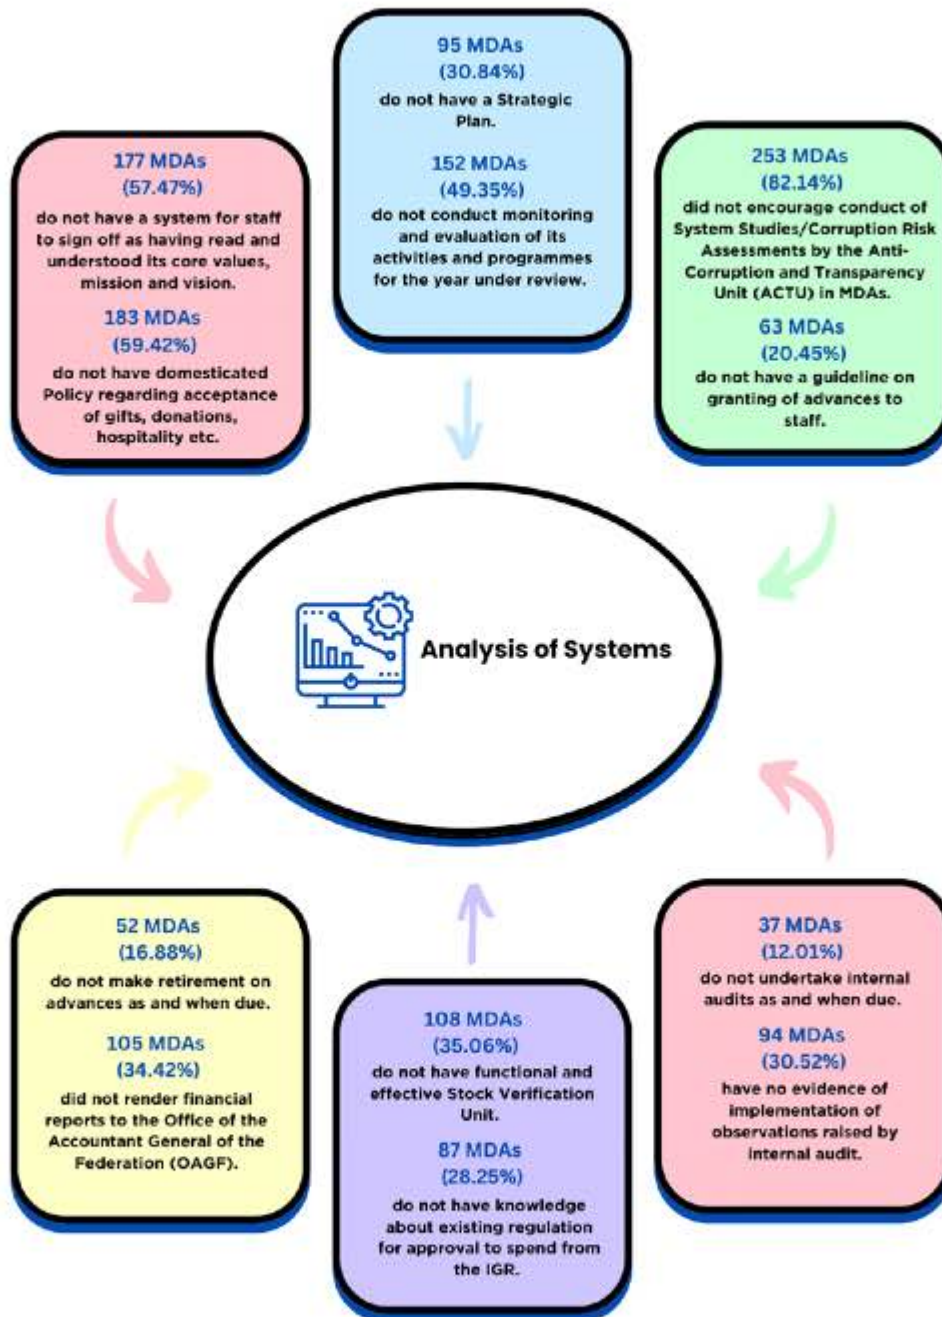 95 MDAs
(30.84%)
do not have a Strategic
Plan.
152 MDAs
(49.35%)
do not conduct monitoring
and evaluation of its
activities and programmes
for the year under review.
177 MDAs
(57.47%)
do not have a system for staff
to sign off as having read and
understood its core values,
mission and vision.
183 MDAs
(59.42%)
do not have domesticated
Policy regarding acceptance
of gifts, donations,
hospitality etc.
253 MDAs
(82.14%)
did not encourage conduct of
System Studies/Corruption Risk
Assessments by the Anti-
Corruption and Transparency
Unit (ACTU) in MDAs.
63 MDAs
(20.45%)
do not have a guideline on
granting of advances to
staff.
Analysis of Systems
52 MDAs
(16.88%)
do not make retirement on
advances as and when due.
105 MDAs
(34.42%)
did not render financial
reports to the Office of the
Accountant General of the
Federation (OAGF).
108 MDAs
(35.06%)
do not have functional and
effective Stock Verification
Unit.
87 MDAs
(28.25%)
do not have knowledge
about existing regulation
for approval to spend from
the IGR.
37 MDAs
(12.01%)
do not undertake internal
audits as and when due.
94 MDAs
(30.52%)
have no evidence of
implementation of
observations raised by
internal audit.